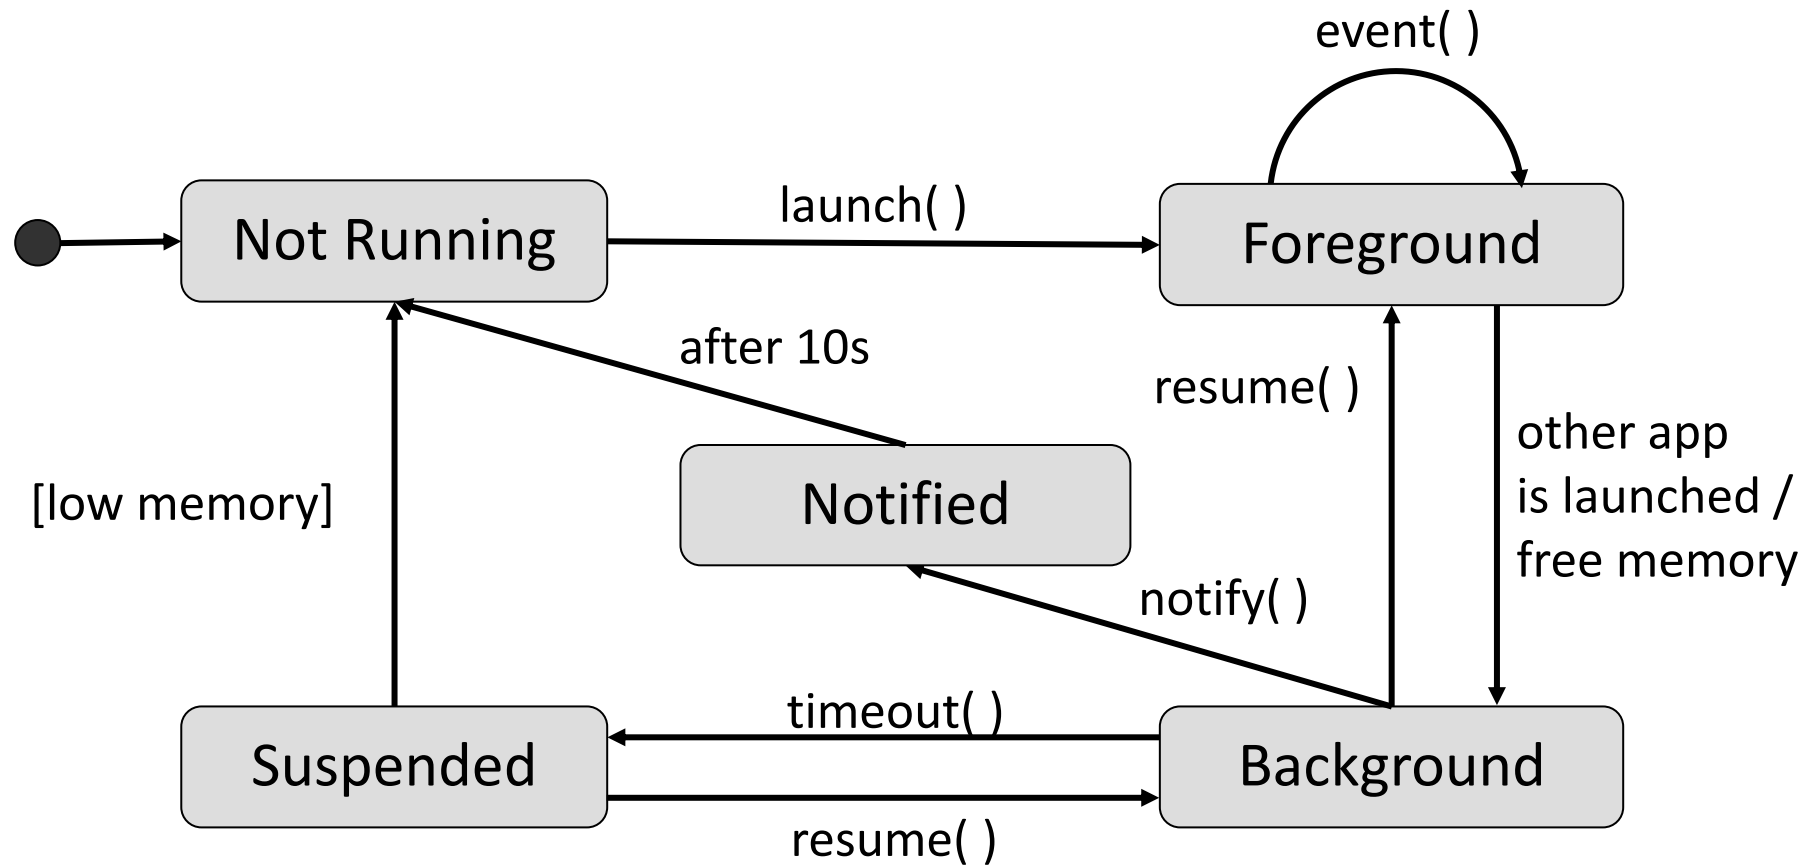 event( )
launch( )
Not Running
Foreground
after 10s
resume( )
other app
is launched /
free memory
[low memory]
Notified
notify( )
timeout( )
Suspended
Background
resume( )